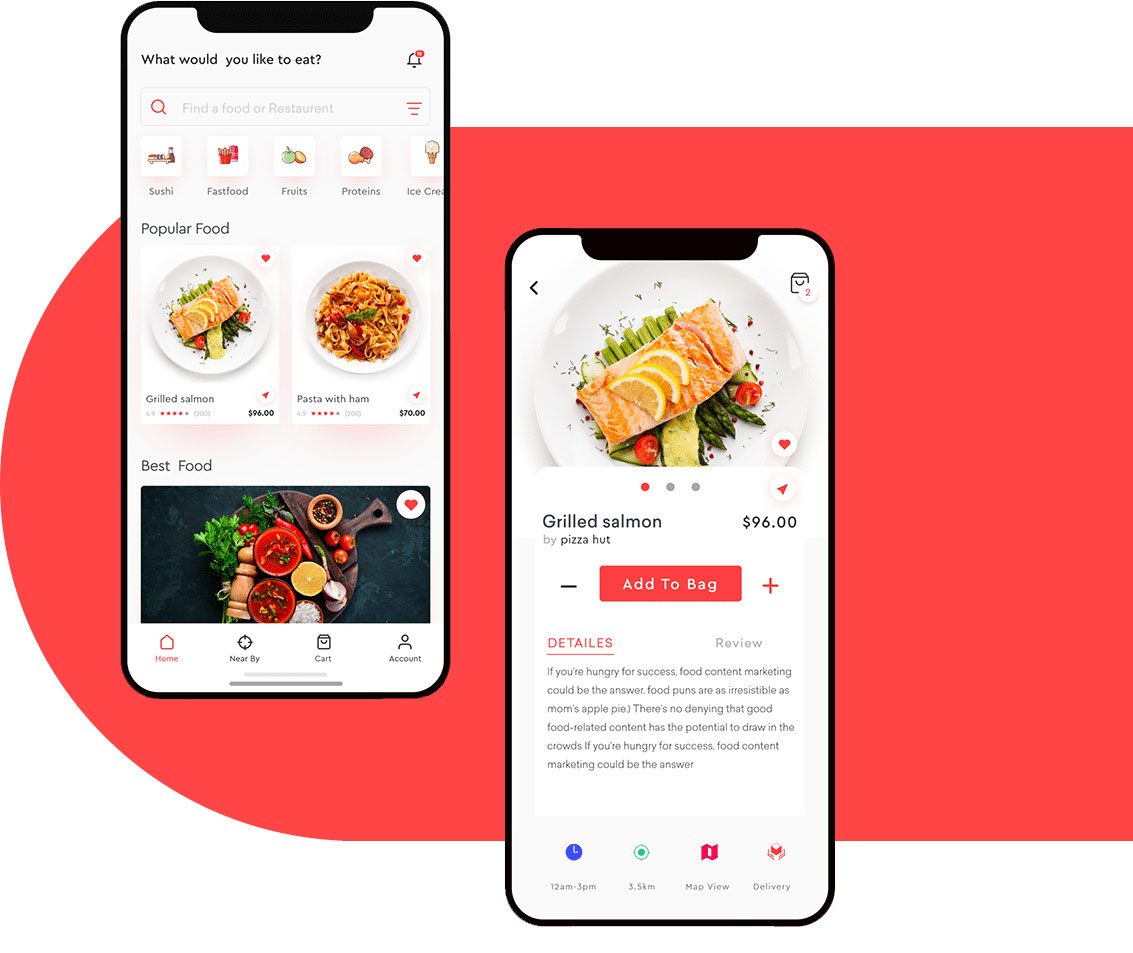 What would  you like to eat?
Find a food or Restaurent
Sushi
Fastfood
Fruits
Proteins
Ice Crea
Popular Food
Grilled salmon
4.9
(200)
$96.00
Pasta with ham
4.9
(200)
$70.00
Best  Food
Home
Near By
Cart
Account
2
Grilled salmon
$96.00
by pizza hut
Add To Bag
DETAILES
Review
If you're hungry for success, food content marketing
could be the answer. food puns are as irresistible as
mom's apple pie.) There's no denying that good
food-related content has the potential to draw in the
crowds If you're hungry for success, food content
marketing could be the answer
12am-3pm
3.5km
Map View
Delivery